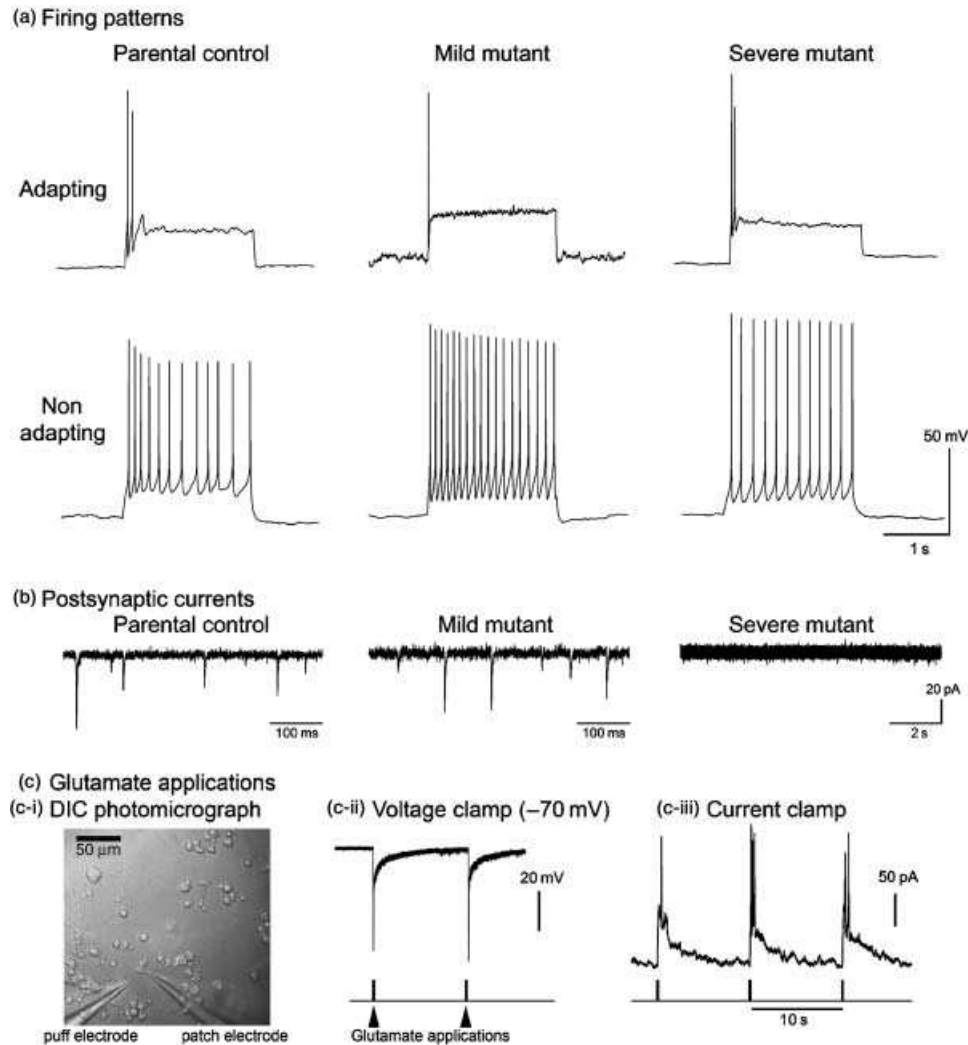 (a) Firing patterns
Parental control Mild mutant Severe mutant
Adapting
Non
adapting
50 mV
1 s
(b) Postsynaptic currents
Parental control Mild mutant Severe mutant
20 pA
100 ms 100 ms 2 s
(c) Glutamate applications
(c-i) DIC photomicrograph (c-ii) Voltage clamp (−70 mV) (c-iii) Current clamp
50 µm
20 mV 50 pA
10 s
puff electrode patch electrode Glutamate applications